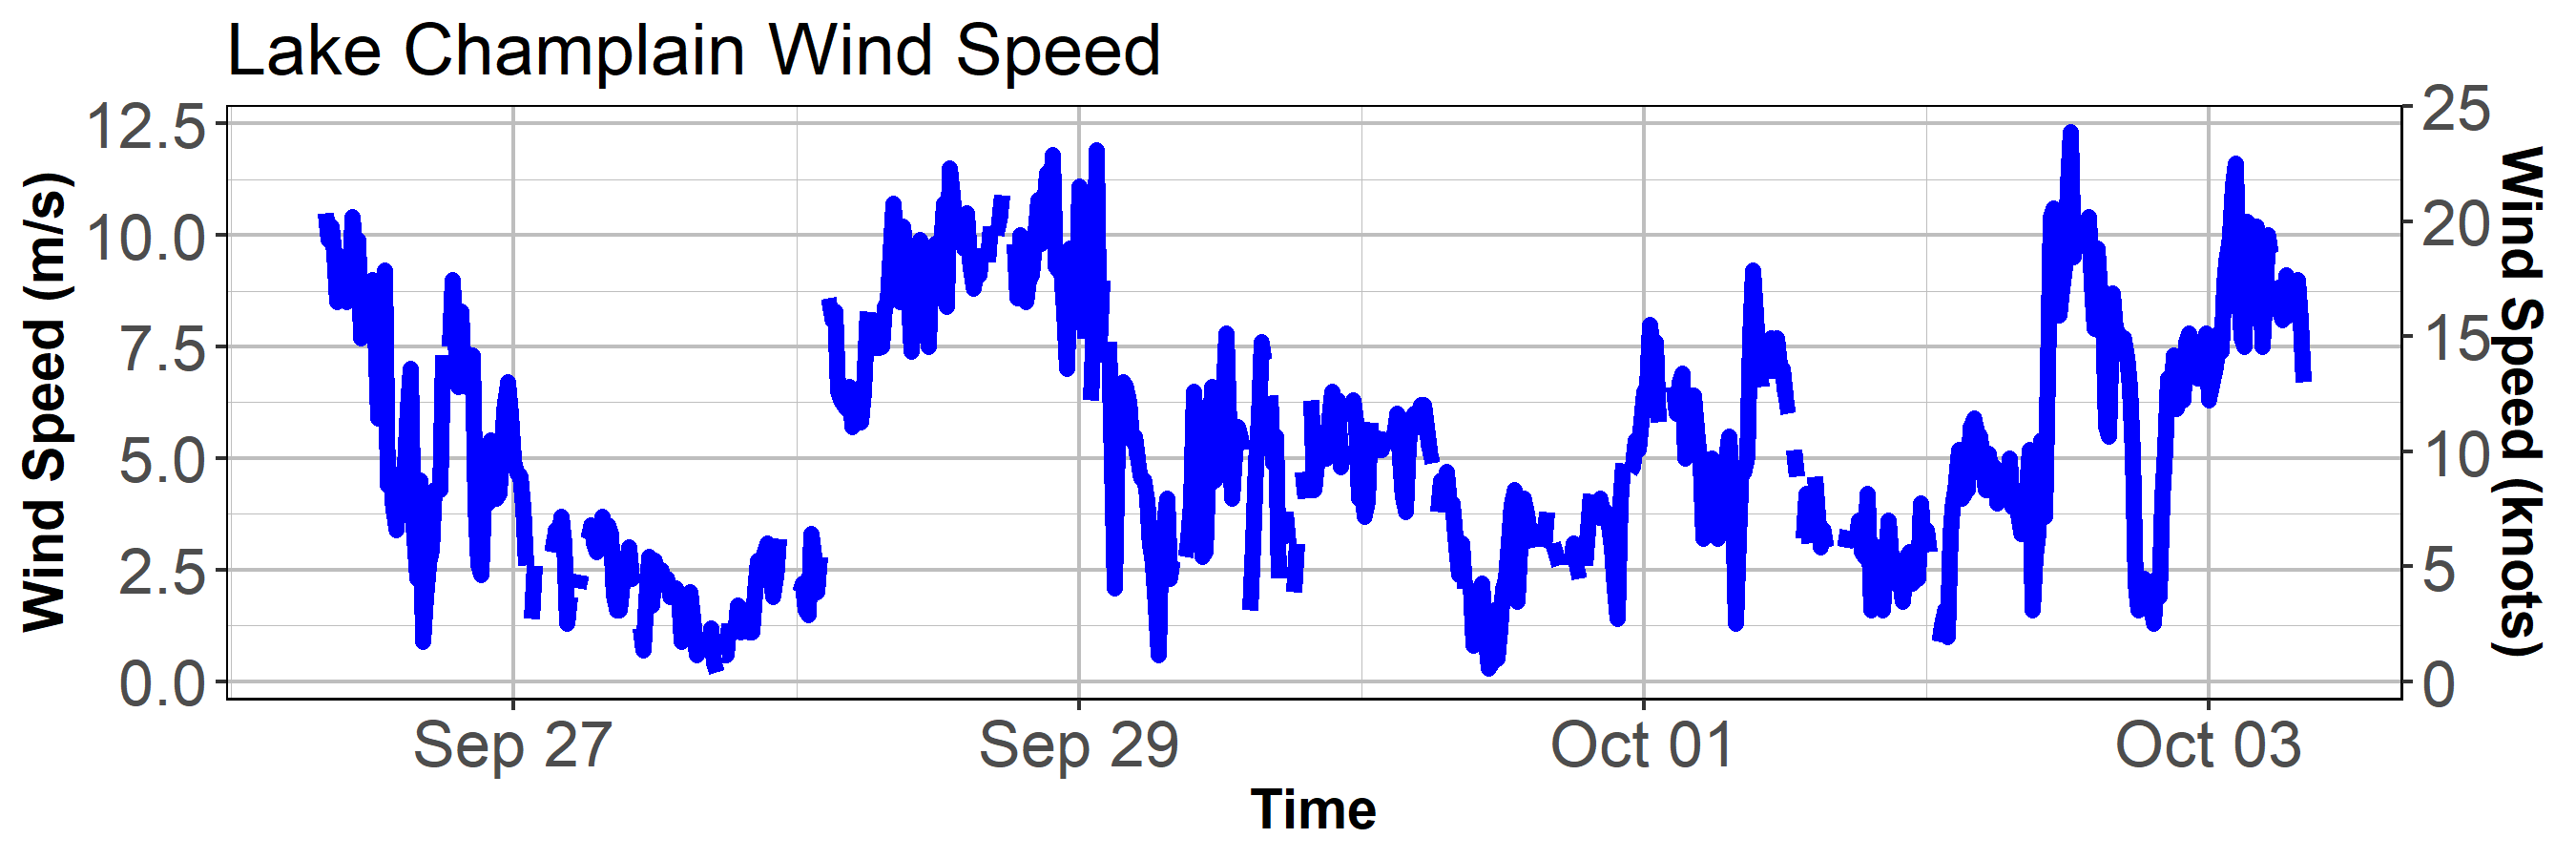 Lake Champlain Wind Speed
Wind Speed (m/s)
12.5
10.0
7.5
5.0
2.5
0.0
25
20
15
10
5
0
Wind Speed (knots)
Sep 27
Sep 29
Oct 01
Oct 03
Time